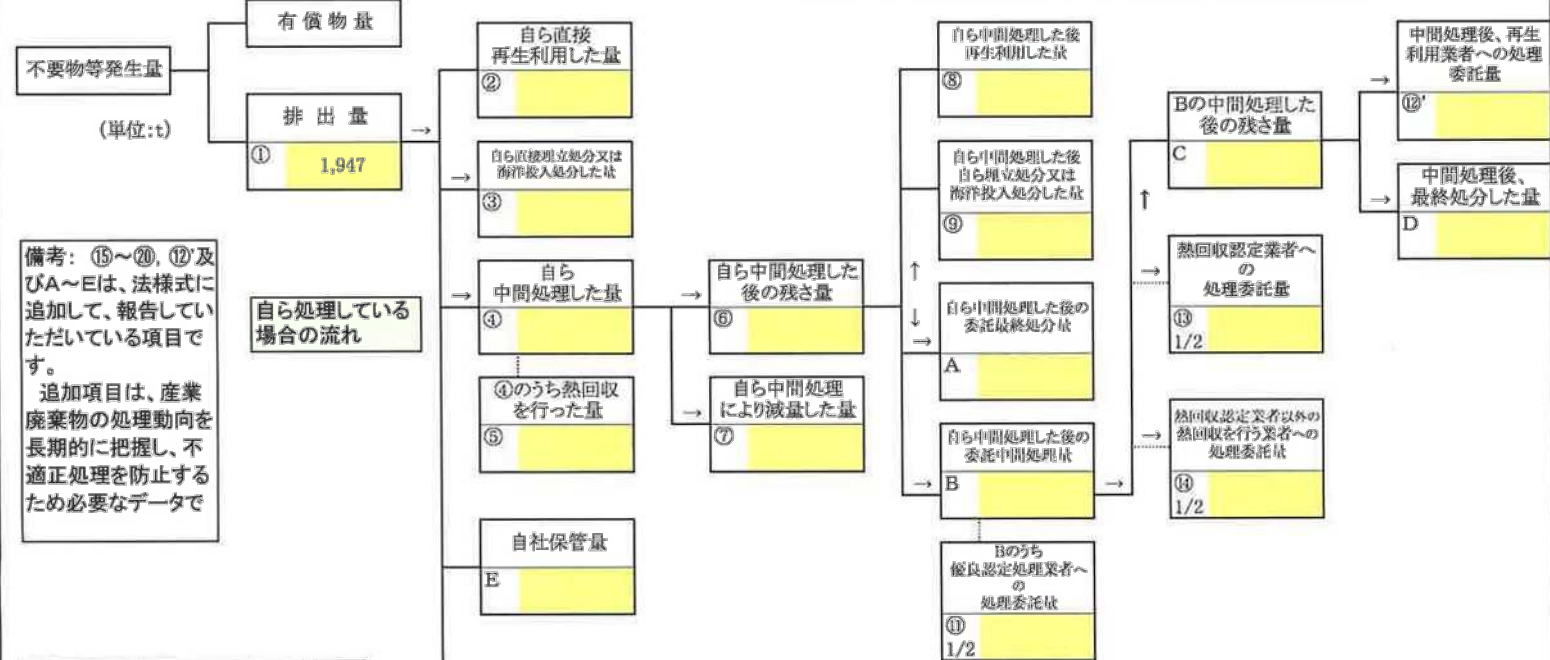 有償物量
不要物等発生量
(単位:t)
排出量
→
①
1,947
備考: ⑮～⑳, ⑫'及
びA～Eは、法様式に
追加して、報告してい
ただいている項目で
す。
追加項目は、産業
廃棄物の処理動向を
長期的に把握し、不
適正処理を防止する
ため必要なデータで
自ら処理している
場合の流れ
自ら直接
再生利用した量
②
→
自ら直接埋立処分又は
海洋投入処分した量
③
→
自ら
中間処理した量
④
④のうち熱回収
を行った量
⑤
自社保管量
E
→
自ら中間処理した
後の残さ量
⑥
→
自ら中間処理
により減量した量
⑦
自ら中間処理した後
再生利用した量
⑧
自ら中間処理した後
自ら埋立処分又は
海洋投入処分した量
⑨
↑
↓
→
自ら中間処理した後の
委託最終処分量
A
→
自ら中間処理した後の
委託中間処理量
B
→
Bのうち
優良認定処理業者へ
の
処理委託量
⑪
1/2
Bの中間処理した
後の残さ量
C
↑
→
熱回収認定業者へ
の
処理委託量
⑬
1/2
→
熱回収認定業者以外の
熱回収を行う業者への
処理委託量
⑭
1/2
→
中間処理後、再生
利用業者への処理
委託量
⑫'
→
中間処理後、
最終処分した量
D